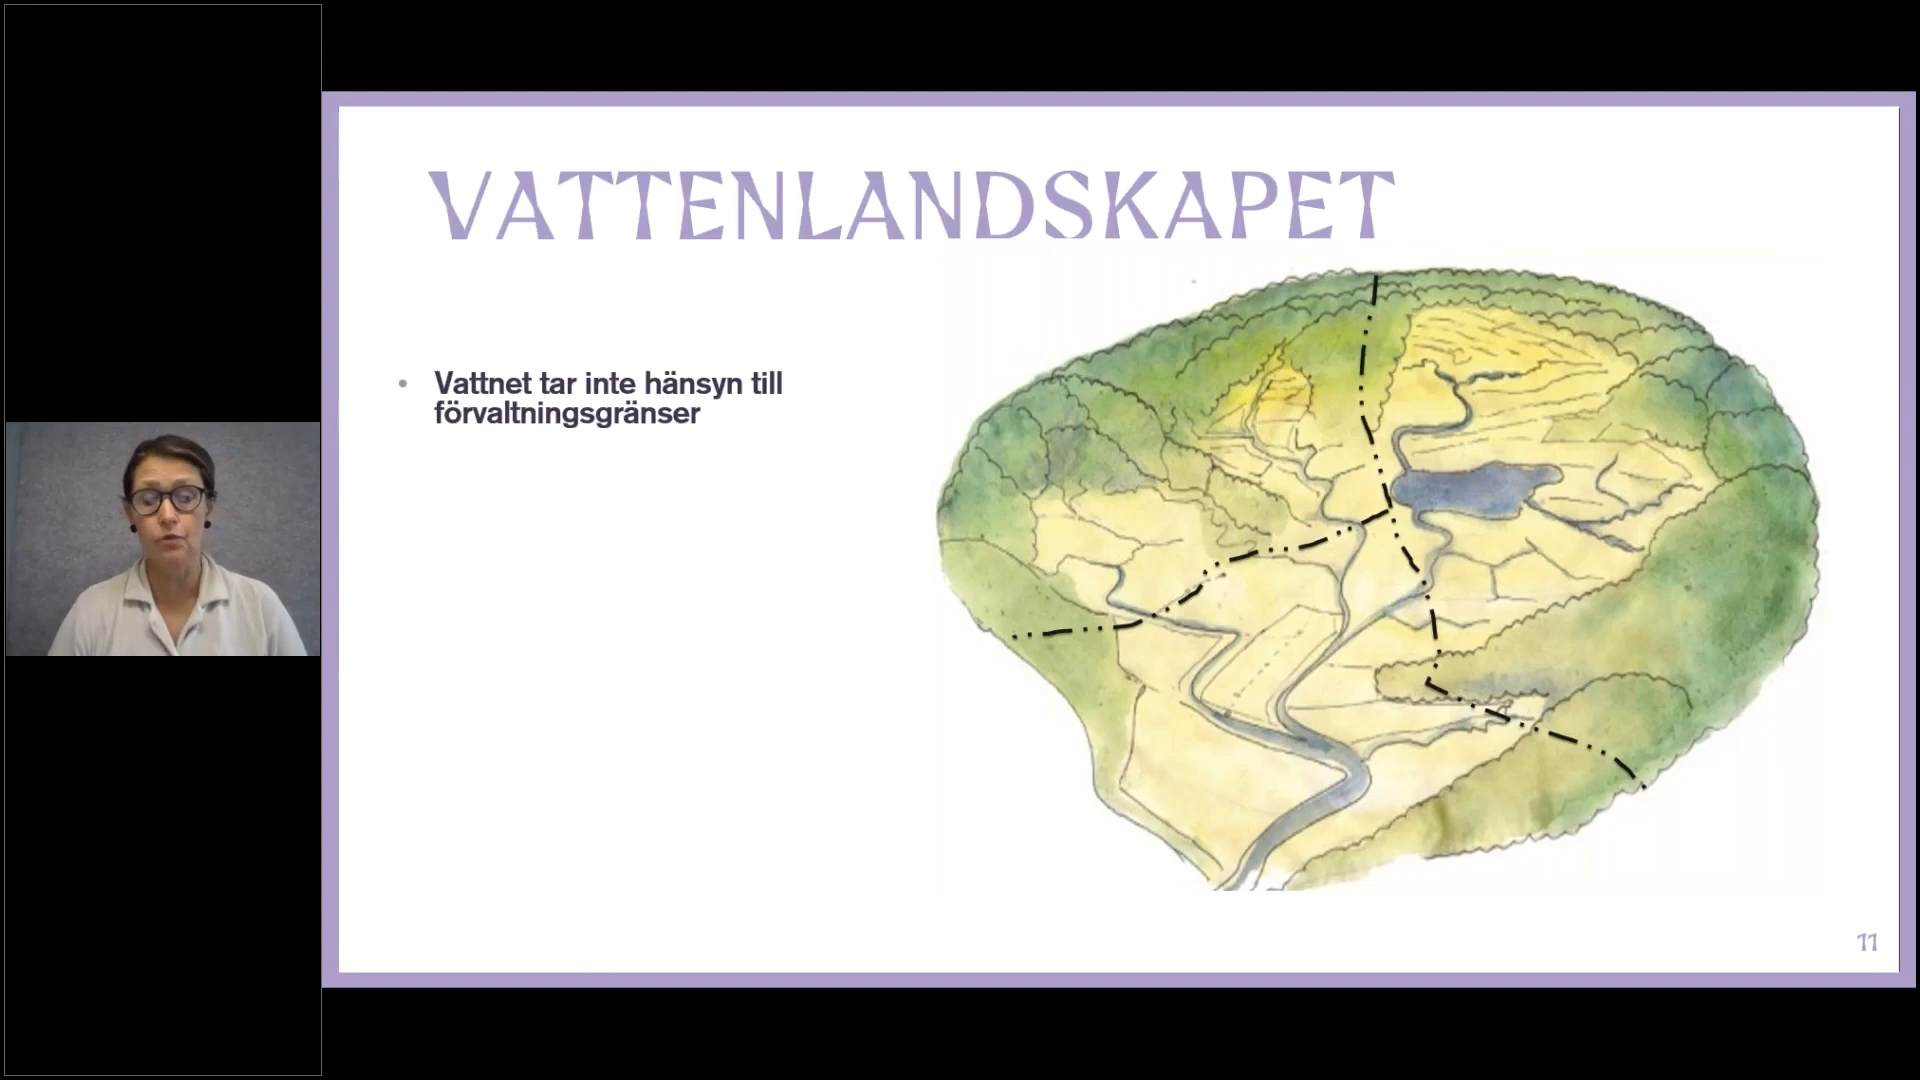 VATTENLANDSKAPET
• Vattnet tar inte hänsyn till
förvaltningsgränser
11